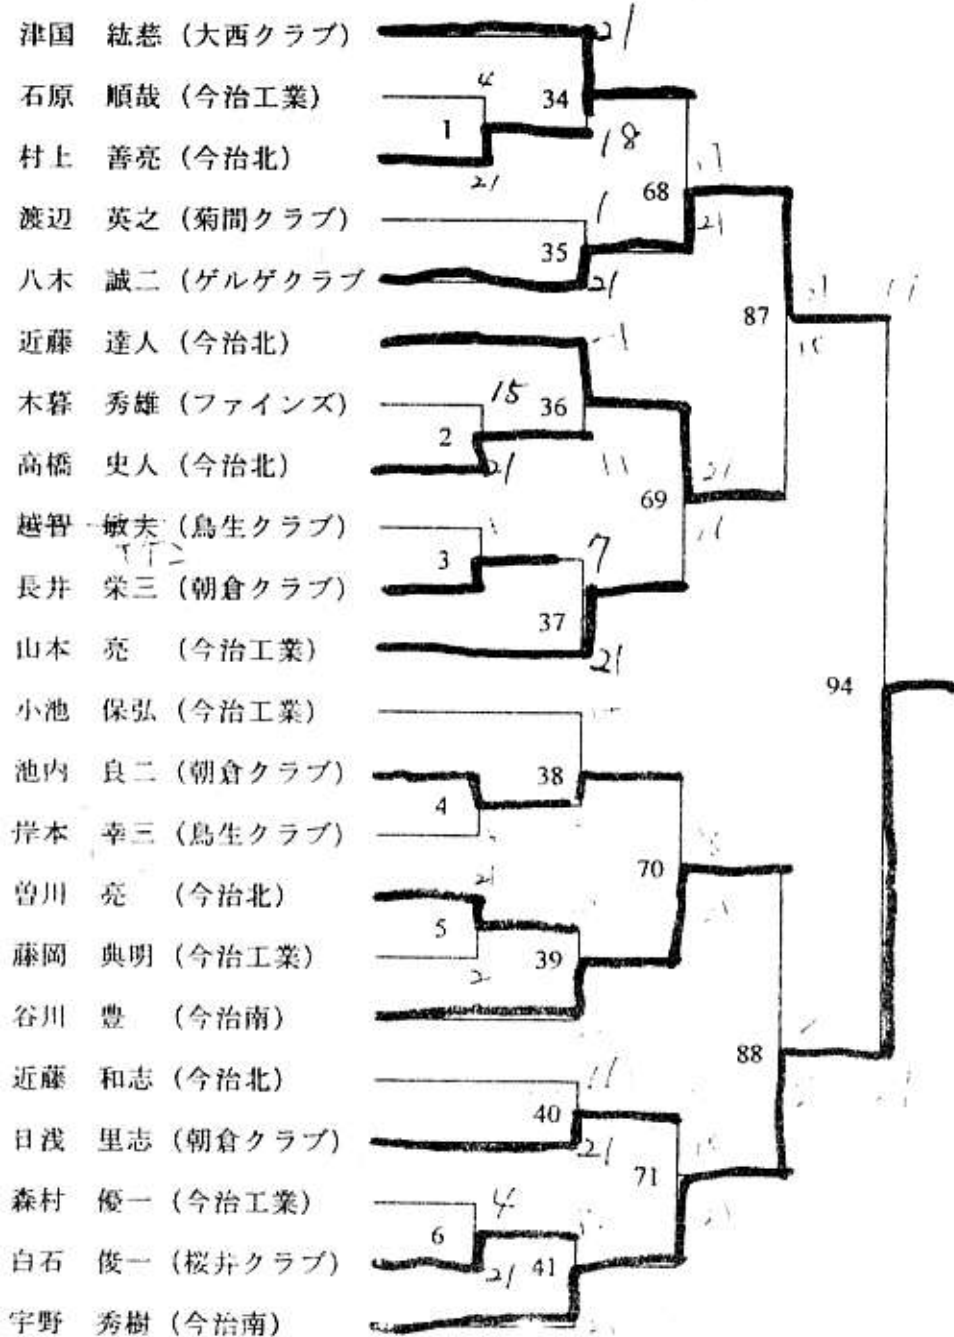 津国 紘慈 (大西クラブ) 21
石原 順哉 (今治工業) 4 34
1
村上 善亮 (今治北) 21 18
68 17
渡辺 英之 (菊間クラブ) 1 21
35
八木 誠二 (ゲルゲクラブ 21
87
近藤 達人 (今治北)
木暮 秀雄 (ファインズ) 15 36
2
高橋 史人 (今治北) 21 11
69 21
越智 敏夫 (鳥生クラブ)
3 7
長井 栄三 (朝倉クラブ)
37
山本 亮 (今治工業) 21
94
小池 保弘 (今治工業)
池内 良二 (朝倉クラブ) 38
4
岸本 幸三 (鳥生クラブ)
70
曽川 亮 (今治北) 21
5
藤岡 典明 (今治工業) 2 39
谷川 豊 (今治南)
88
近藤 和志 (今治北) 11
40
日浅 里志 (朝倉クラブ) 21
71
森村 優一 (今治工業) 4
6
白石 俊一 (桜井クラブ) 21 41
宇野 秀樹 (今治南)